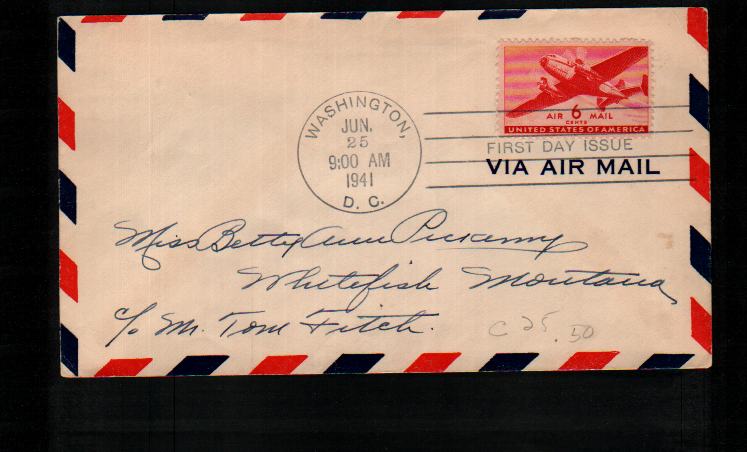 WASHINGTON,
JUN.
25
9:00 AM
1941
D. C.
AIR 6 MAIL
CENTS
UNITED STATES OF AMERICA
FIRST DAY ISSUE
VIA AIR MAIL
Miss Betty Ann
Whitefish Montana,
c/o Mr. Tom Fitch.
C 25 .50